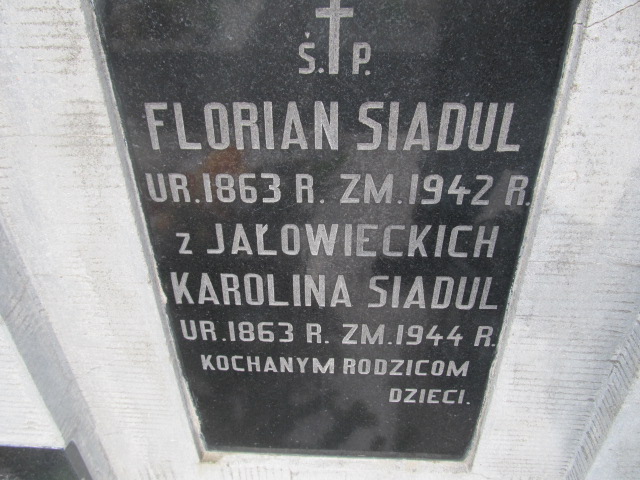 Ś.P.
FLORIAN SIADUL
UR.1863 R. ZM.1942 R.
z JAŁOWIECKICH
KAROLINA SIADUL
UR.1863 R. ZM.1944 R.
KOCHANYM RODZICOM
DZIECI.